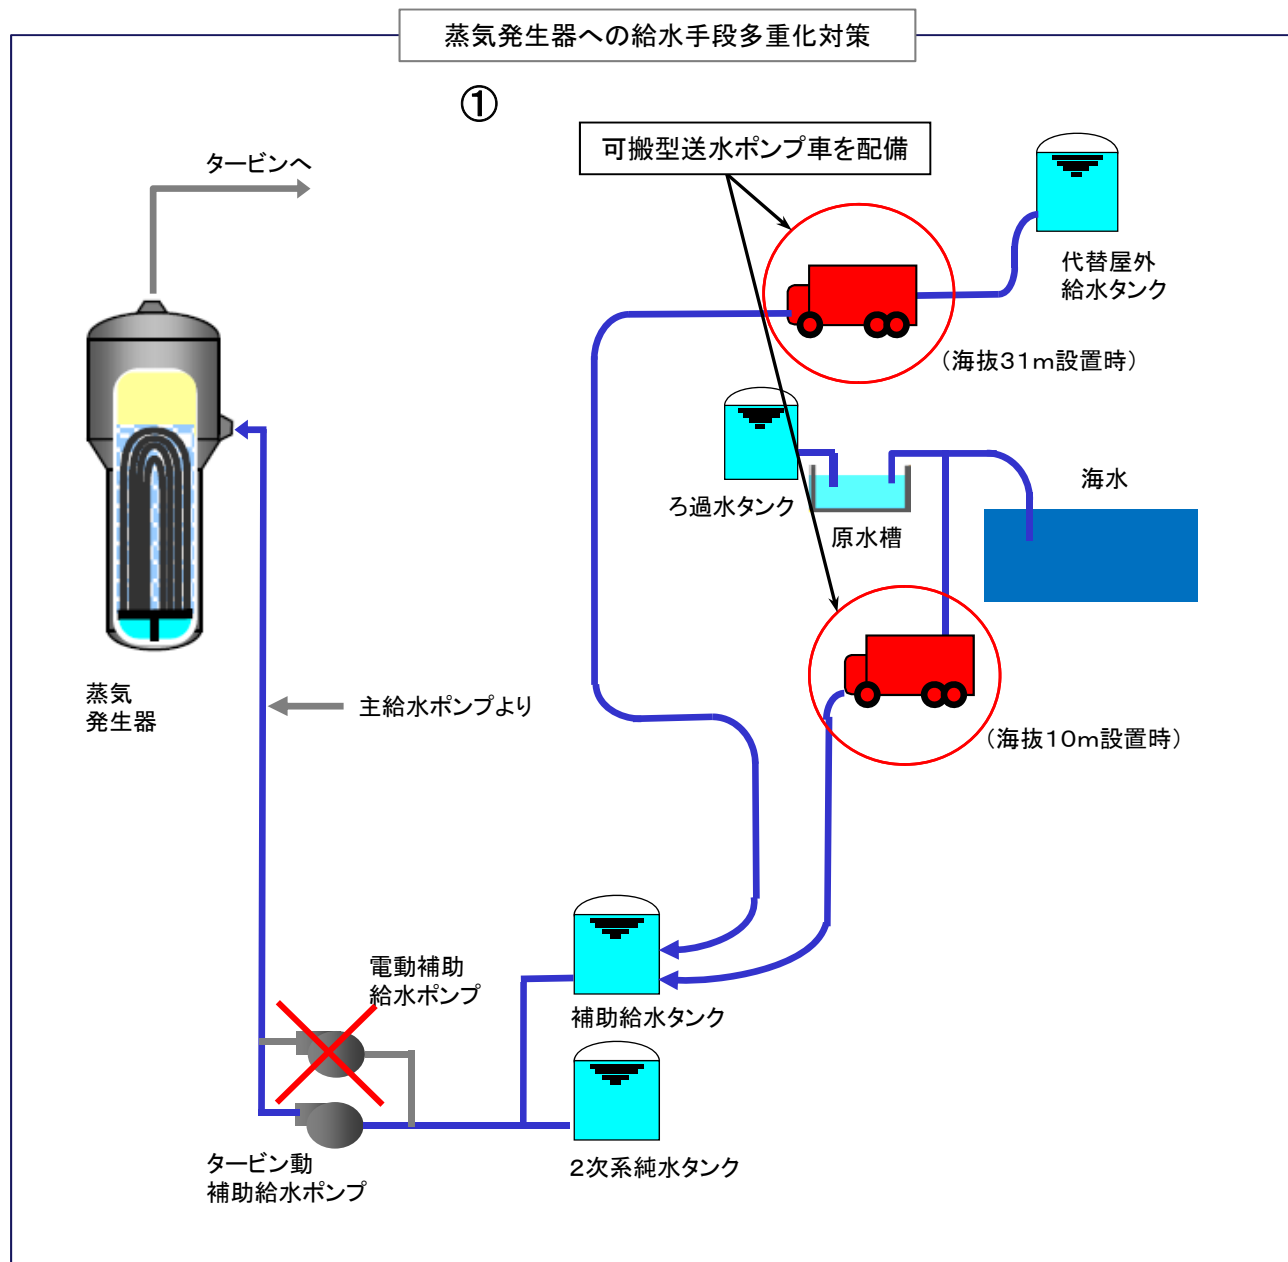 蒸気発生器への給水手段多重化対策
①
可搬型送水ポンプ車を配備
タービンへ
代替屋外
給水タンク
（海抜３１ｍ設置時）
ろ過水タンク
原水槽
海水
蒸気
発生器
主給水ポンプより
（海抜１０ｍ設置時）
電動補助
給水ポンプ
補助給水タンク
タービン動
補助給水ポンプ
２次系純水タンク